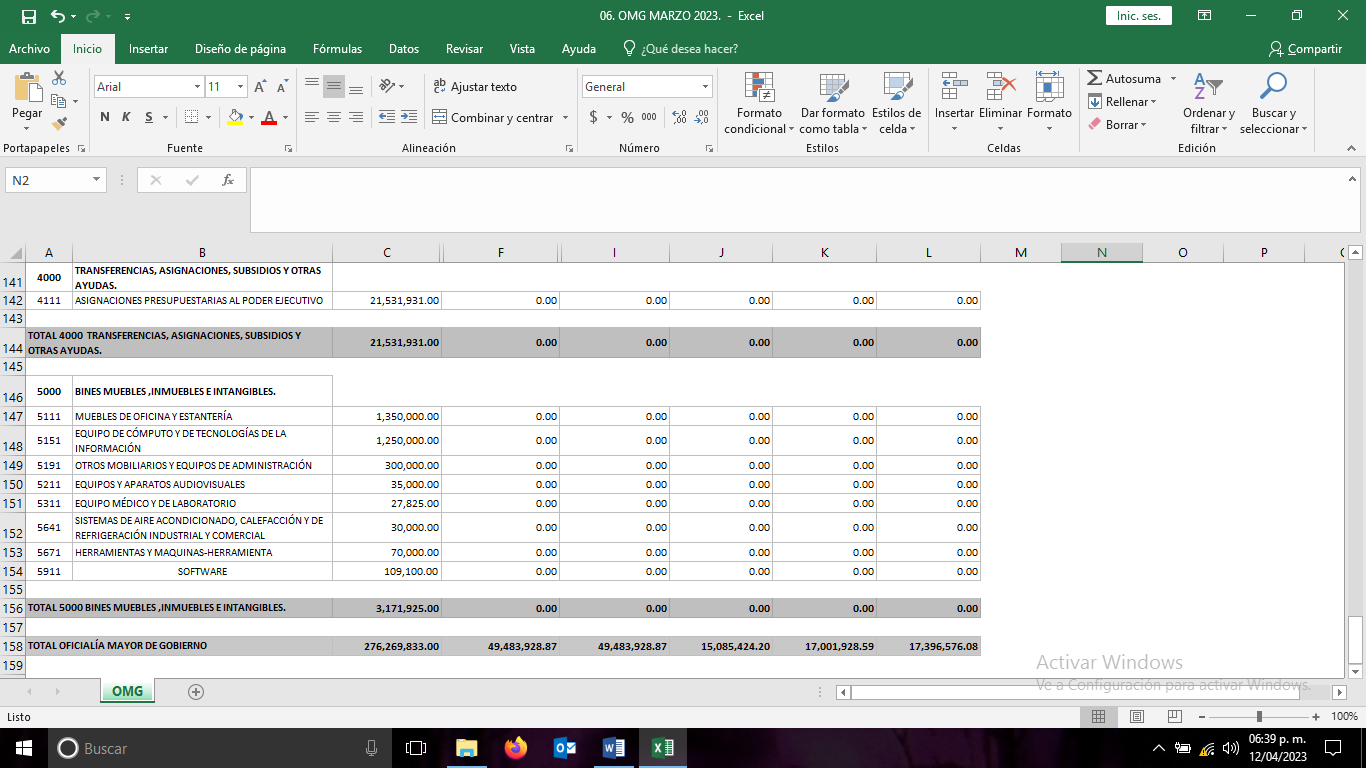 06. OMG MARZO 2023. - Excel
Inic. ses.
Archivo Inicio Insertar Diseño de página Fórmulas Datos Revisar Vista Ayuda ¿Qué desea hacer? Compartir
Pegar
Portapapeles
Arial 11
N K S
Fuente
Ajustar texto
Combinar y centrar
Alineación
General
$ % 000
Número
Formato condicional
Dar formato como tabla
Estilos de celda
Estilos
Insertar Eliminar Formato
Celdas
Autosuma
Rellenar
Borrar
Ordenar y filtrar
Buscar y seleccionar
Edición
N2 fx
A B C F I J K L M N O P
141 4000 TRANSFERENCIAS, ASIGNACIONES, SUBSIDIOS Y OTRAS
AYUDAS.
142 4111 ASIGNACIONES PRESUPUESTARIAS AL PODER EJECUTIVO 21,531,931.00 0.00 0.00 0.00 0.00 0.00
143
144 TOTAL 4000 TRANSFERENCIAS, ASIGNACIONES, SUBSIDIOS Y
OTRAS AYUDAS. 21,531,931.00 0.00 0.00 0.00 0.00 0.00
145
146 5000 BINES MUEBLES ,INMUEBLES E INTANGIBLES.
147 5111 MUEBLES DE OFICINA Y ESTANTERÍA 1,350,000.00 0.00 0.00 0.00 0.00 0.00
148 5151 EQUIPO DE CÓMPUTO Y DE TECNOLOGÍAS DE LA
INFORMACIÓN 1,250,000.00 0.00 0.00 0.00 0.00 0.00
149 5191 OTROS MOBILIARIOS Y EQUIPOS DE ADMINISTRACIÓN 300,000.00 0.00 0.00 0.00 0.00 0.00
150 5211 EQUIPOS Y APARATOS AUDIOVISUALES 35,000.00 0.00 0.00 0.00 0.00 0.00
151 5311 EQUIPO MÉDICO Y DE LABORATORIO 27,825.00 0.00 0.00 0.00 0.00 0.00
152 5641 SISTEMAS DE AIRE ACONDICIONADO, CALEFACCIÓN Y DE
REFRIGERACIÓN INDUSTRIAL Y COMERCIAL 30,000.00 0.00 0.00 0.00 0.00 0.00
153 5671 HERRAMIENTAS Y MAQUINAS-HERRAMIENTA 70,000.00 0.00 0.00 0.00 0.00 0.00
154 5911 SOFTWARE 109,100.00 0.00 0.00 0.00 0.00 0.00
155
156 TOTAL 5000 BINES MUEBLES ,INMUEBLES E INTANGIBLES. 3,171,925.00 0.00 0.00 0.00 0.00 0.00
157
158 TOTAL OFICIALÍA MAYOR DE GOBIERNO 276,269,833.00 49,483,928.87 49,483,928.87 15,085,424.20 17,001,928.59 17,396,576.08
159
Activar Windows
Ve a Configuración para activar Windows.
OMG
Listo 100%
Buscar
06:39 p. m.
12/04/2023